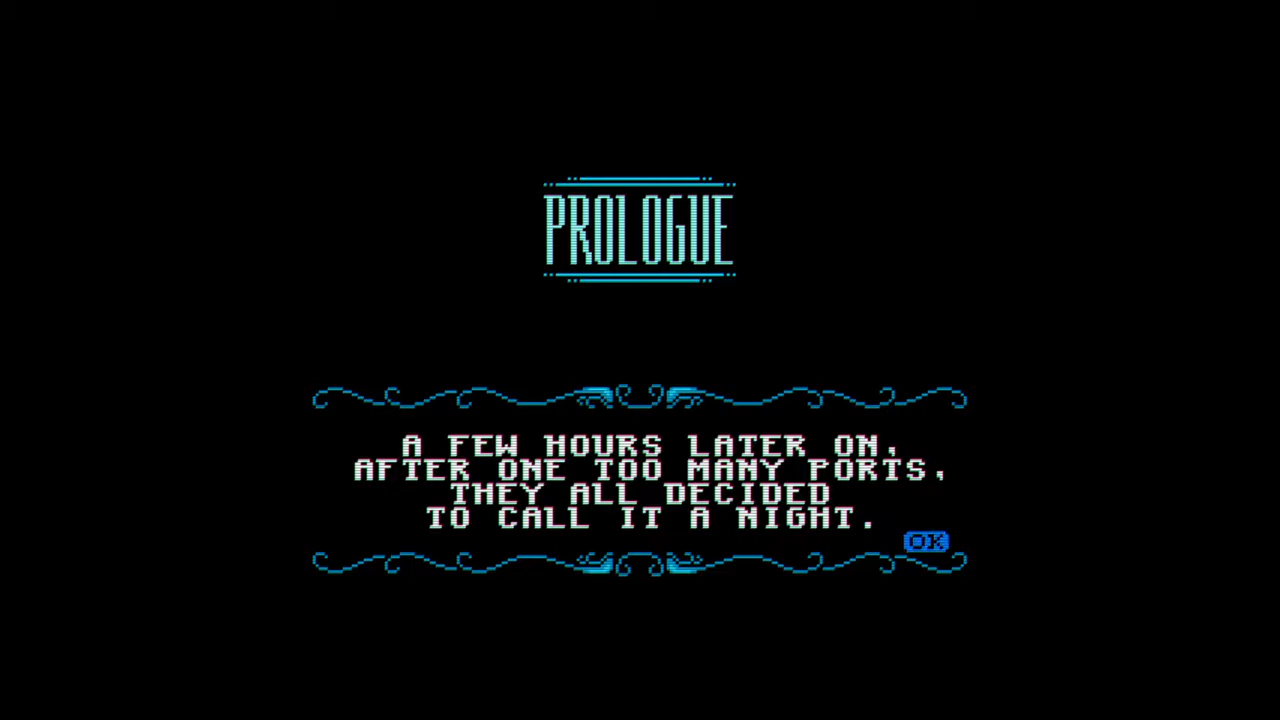 PROLOGUE
A FEW HOURS LATER ON,
AFTER ONE TOO MANY PORTS,
THEY ALL DECIDED
TO CALL IT A NIGHT.
OK